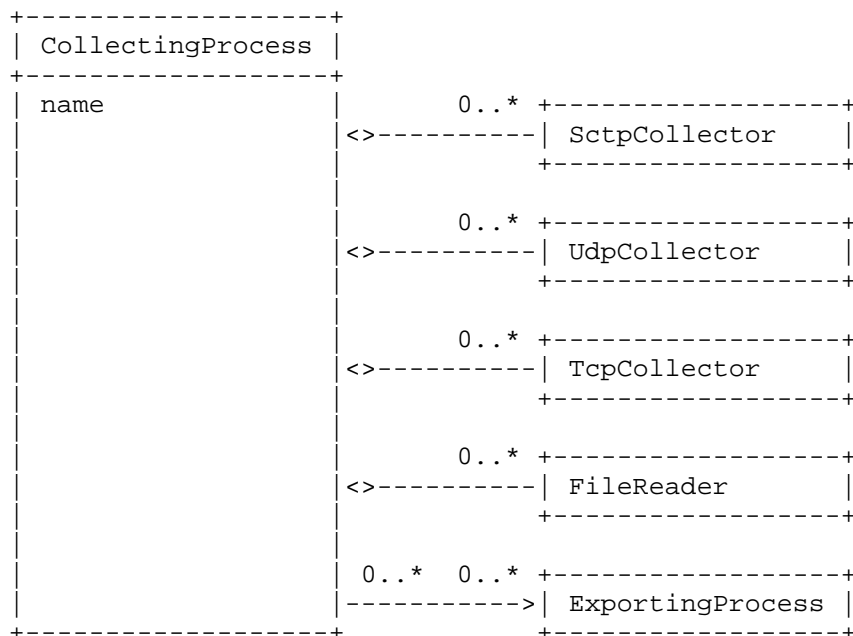 +-------------------+
| CollectingProcess |
+-------------------+
| name              |       0..* +------------------+
|                   |<>----------| SctpCollector    |
|                   |            +------------------+
|                   |
|                   |       0..* +------------------+
|                   |<>----------| UdpCollector     |
|                   |            +------------------+
|                   |
|                   |       0..* +------------------+
|                   |<>----------| TcpCollector     |
|                   |            +------------------+
|                   |
|                   |       0..* +------------------+
|                   |<>----------| FileReader       |
|                   |            +------------------+
|                   |
|                   | 0..*  0..* +------------------+
|                   |----------->| ExportingProcess |
+-------------------+            +------------------+